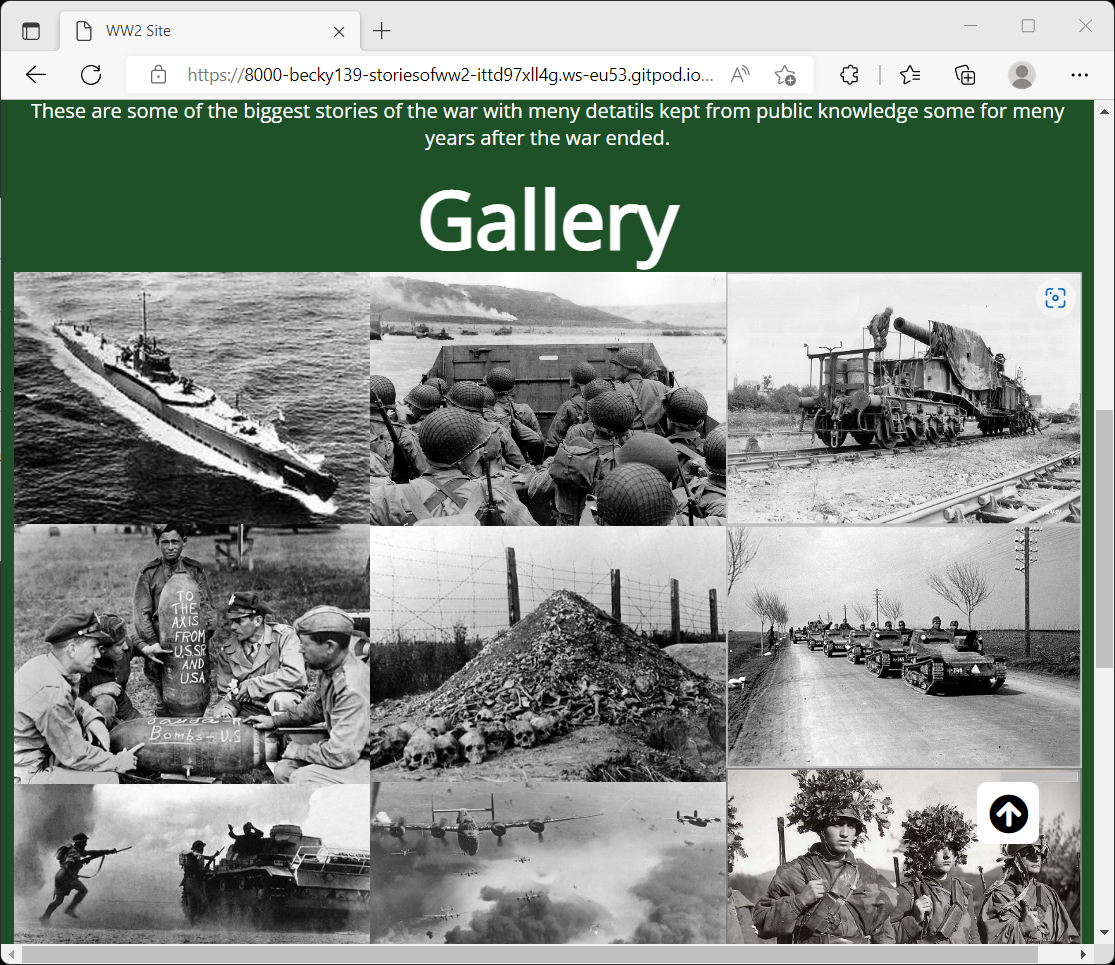 WW2 Site
https://8000-becky139-storiesofww2-ittd97xll4g.ws-eu53.gitpod.io...
These are some of the biggest stories of the war with meny detatils kept from public knowledge some for meny
years after the war ended.
Gallery
TO
THE
AXIS
FROM
USSR
AND
USA
Bombs-U.S